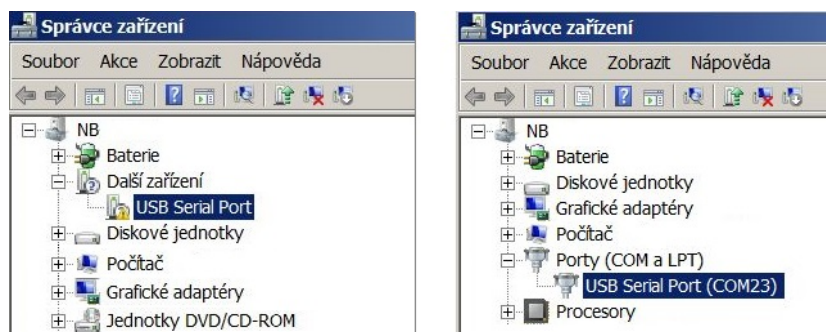 Správce zařízení
Soubor Akce Zobrazit Nápověda
NB
Baterie
Další zařízení
USB Serial Port
Diskové jednotky
Počítač
Grafické adaptéry
Jednotky DVD/CD-ROM
Správce zařízení
Soubor Akce Zobrazit Nápověda
NB
Baterie
Diskové jednotky
Grafické adaptéry
Počítač
Porty (COM a LPT)
USB Serial Port (COM23)
Procesory